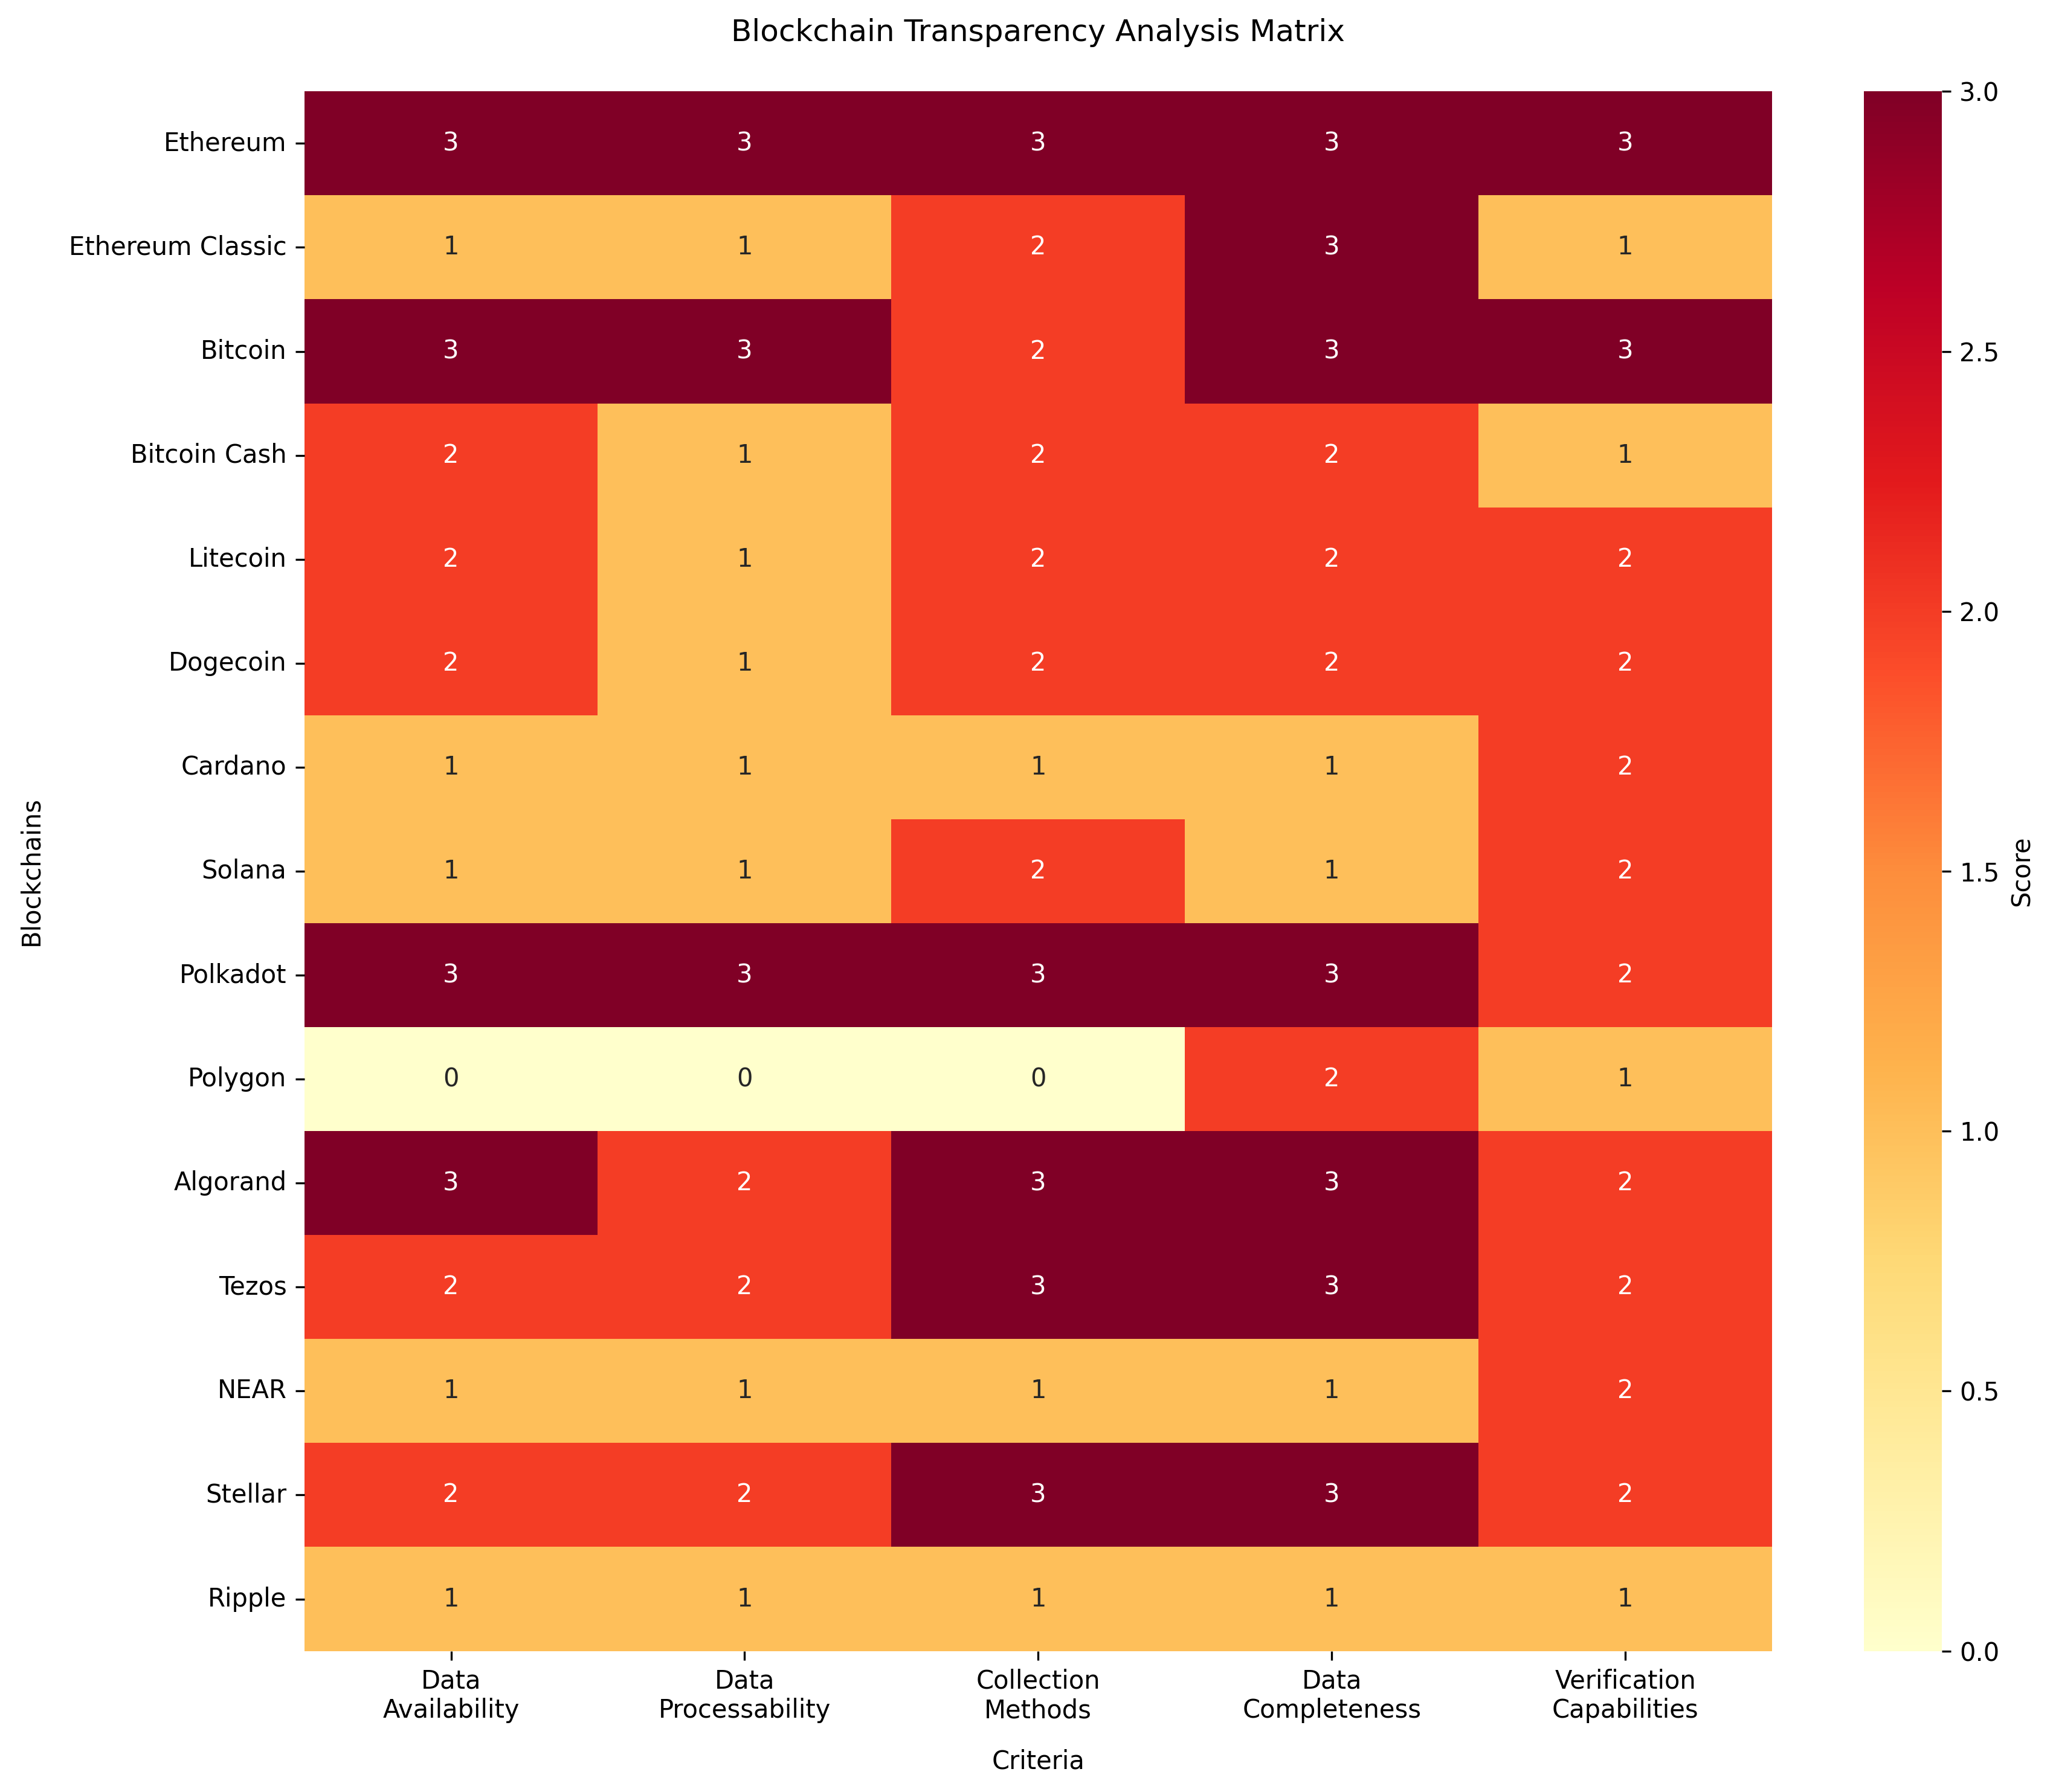 Blockchain Transparency Analysis Matrix
Ethereum 3 3 3 3 3
Ethereum Classic 1 1 2 3 1
Bitcoin 3 3 2 3 3
Bitcoin Cash 2 1 2 2 1
Litecoin 2 1 2 2 2
Dogecoin 2 1 2 2 2
Cardano 1 1 1 1 2
Solana 1 1 2 1 2
Polkadot 3 3 3 3 2
Polygon 0 0 0 2 1
Algorand 3 2 3 3 2
Tezos 2 2 3 3 2
NEAR 1 1 1 1 2
Stellar 2 2 3 3 2
Ripple 1 1 1 1 1
Data Availability
Data Processability
Collection Methods
Data Completeness
Verification Capabilities
Criteria
Blockchains
3.0
2.5
2.0
1.5
1.0
0.5
0.0
Score